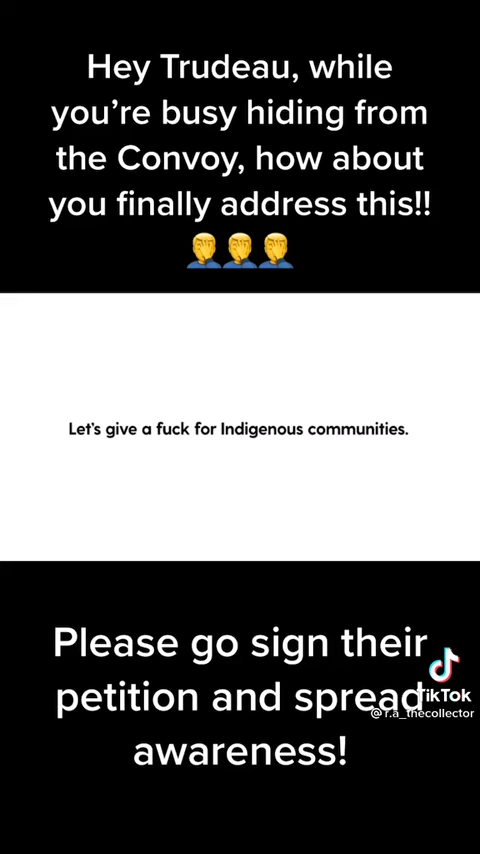 Hey Trudeau, while
you're busy hiding from
the Convoy, how about
you finally address this!!
🤦‍♂️🤦‍♂️🤦‍♂️
Let's give a fuck for Indigenous communities.
Please go sign their
petition and spread
awareness!
TikTok
@r.a_thecollector